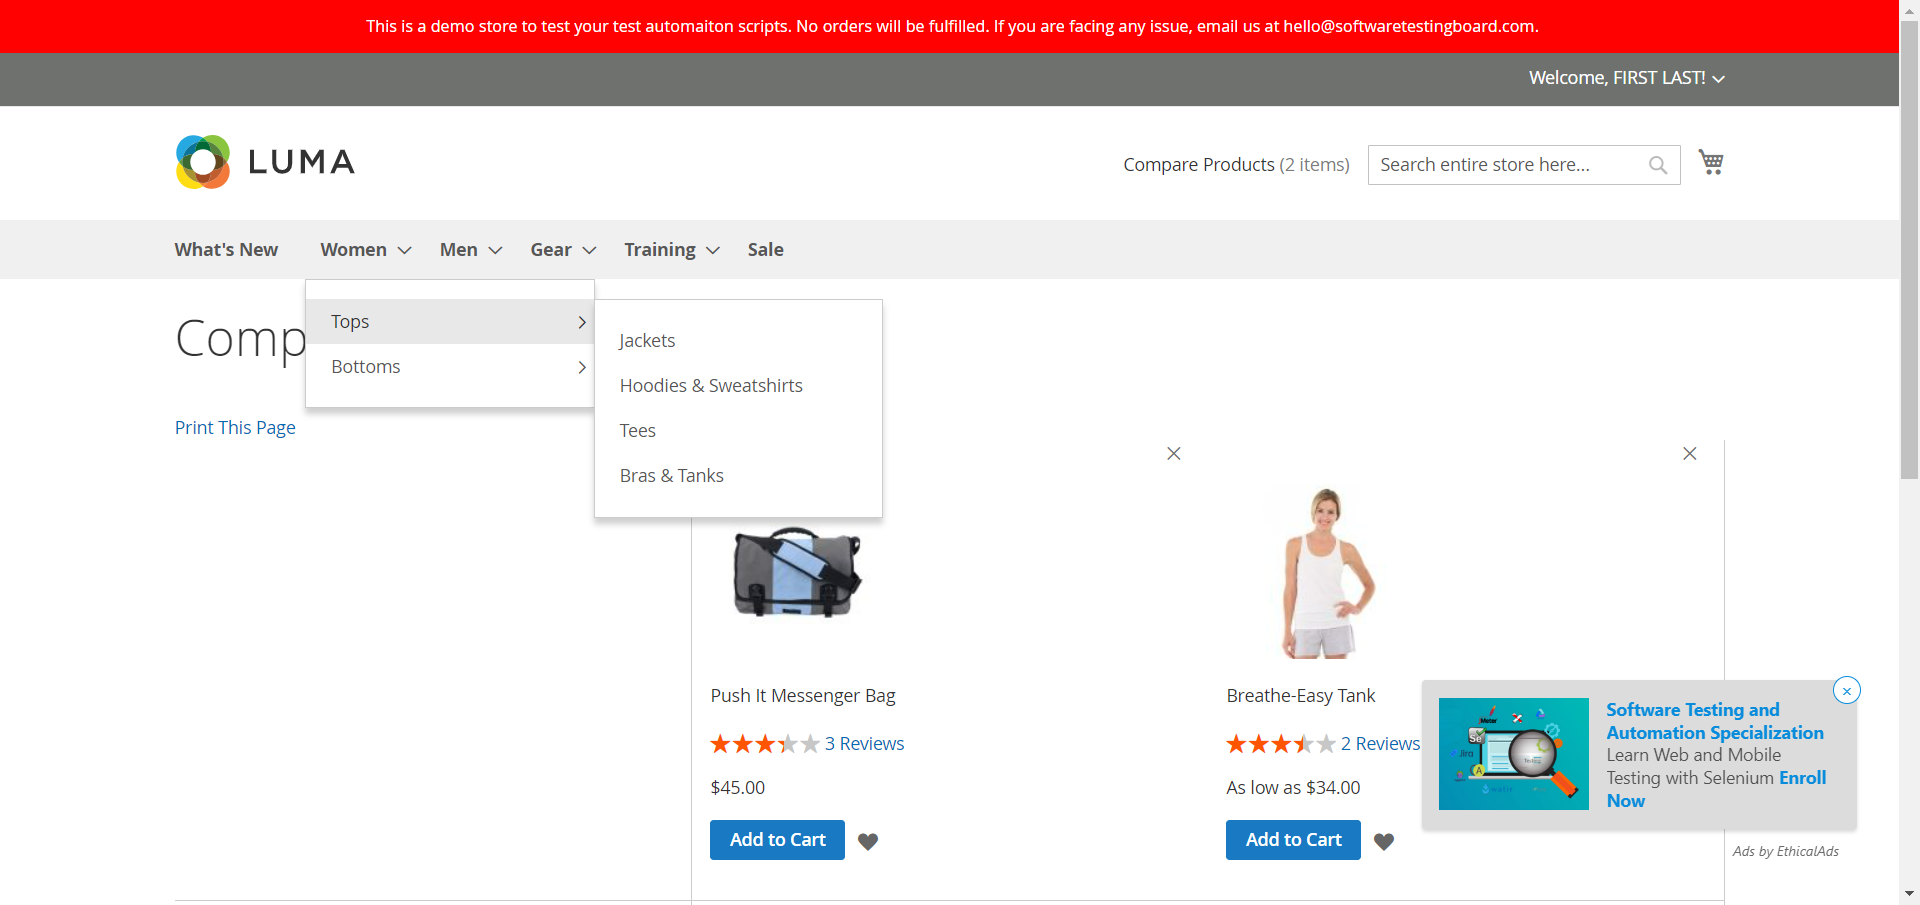 This is a demo store to test your test automaiton scripts. No orders will be fulfilled. If you are facing any issue, email us at hello@softwaretestingboard.com.
Welcome, FIRST LAST!
LUMA
Compare Products (2 items)
Search entire store here...
What's New
Women
Men
Gear
Training
Sale
Comp
Tops
Bottoms
Jackets
Hoodies & Sweatshirts
Tees
Bras & Tanks
Print This Page
Push It Messenger Bag
3 Reviews
$45.00
Add to Cart
Breathe-Easy Tank
2 Reviews
As low as $34.00
Add to Cart
Meter
Se
Jira
Software Testing and
Automation Specialization
Learn Web and Mobile
Testing with Selenium Enroll
Now
Ads by EthicalAds